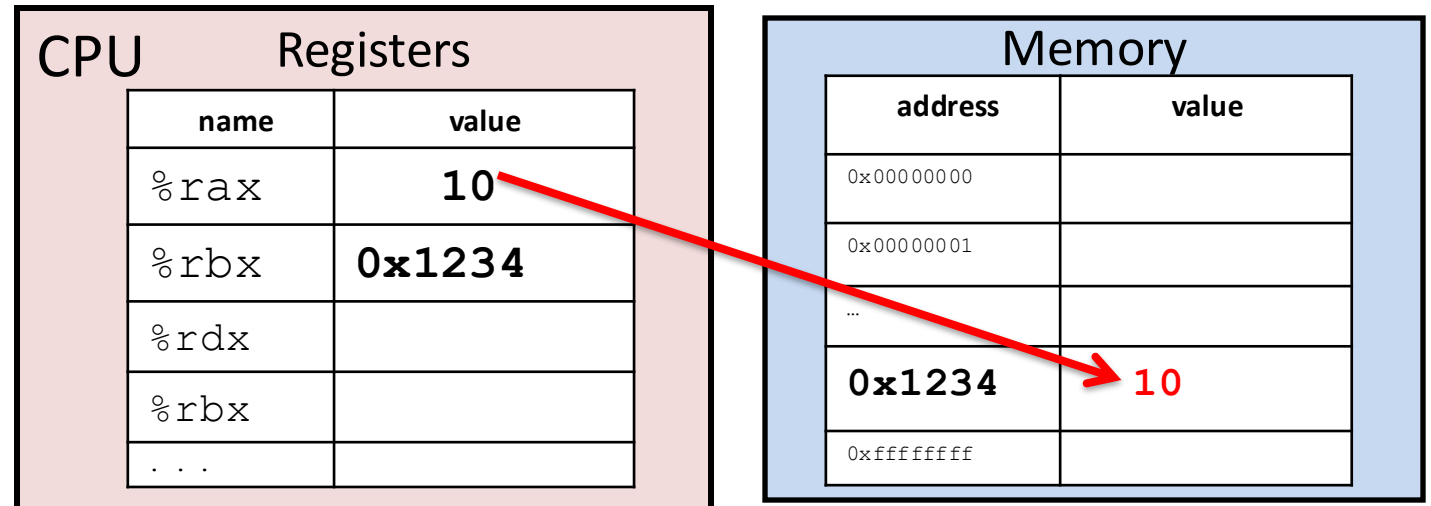 CPU Registers
name value
%rax 10
%rbx 0x1234
%rdx
%rbx
. . .
Memory
address value
0x00000000
0x00000001
…
0x1234 10
0xffffffff